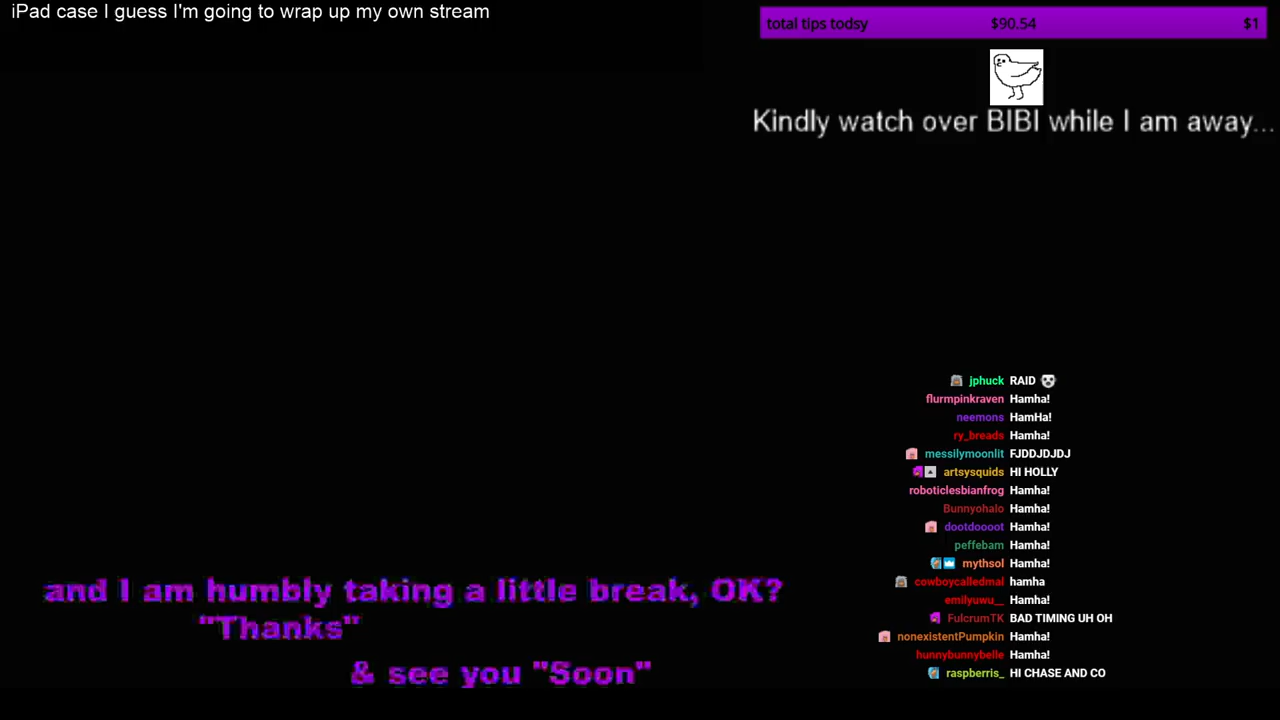 iPad case I guess I'm going to wrap up my own stream
total tips todsy $90.54 $1
Kindly watch over BIBI while I am away...
jphuck RAID
flurmpinkraven Hamha!
neemons HamHa!
ry_breads Hamha!
messilymoonlit FJDDJDJDJ
artsysquids HI HOLLY
roboticlesbianfrog Hamha!
Bunnyohalo Hamha!
dootdoooot Hamha!
peffebam Hamha!
mythsol Hamha!
cowboycalledmal hamha
emilyuwu__ Hamha!
FulcrumTK BAD TIMING UH OH
nonexistentPumpkin Hamha!
hunnybunnybelle Hamha!
raspberris_ HI CHASE AND CO
and I am humbly taking a little break, OK?
"Thanks"
& see you "Soon"